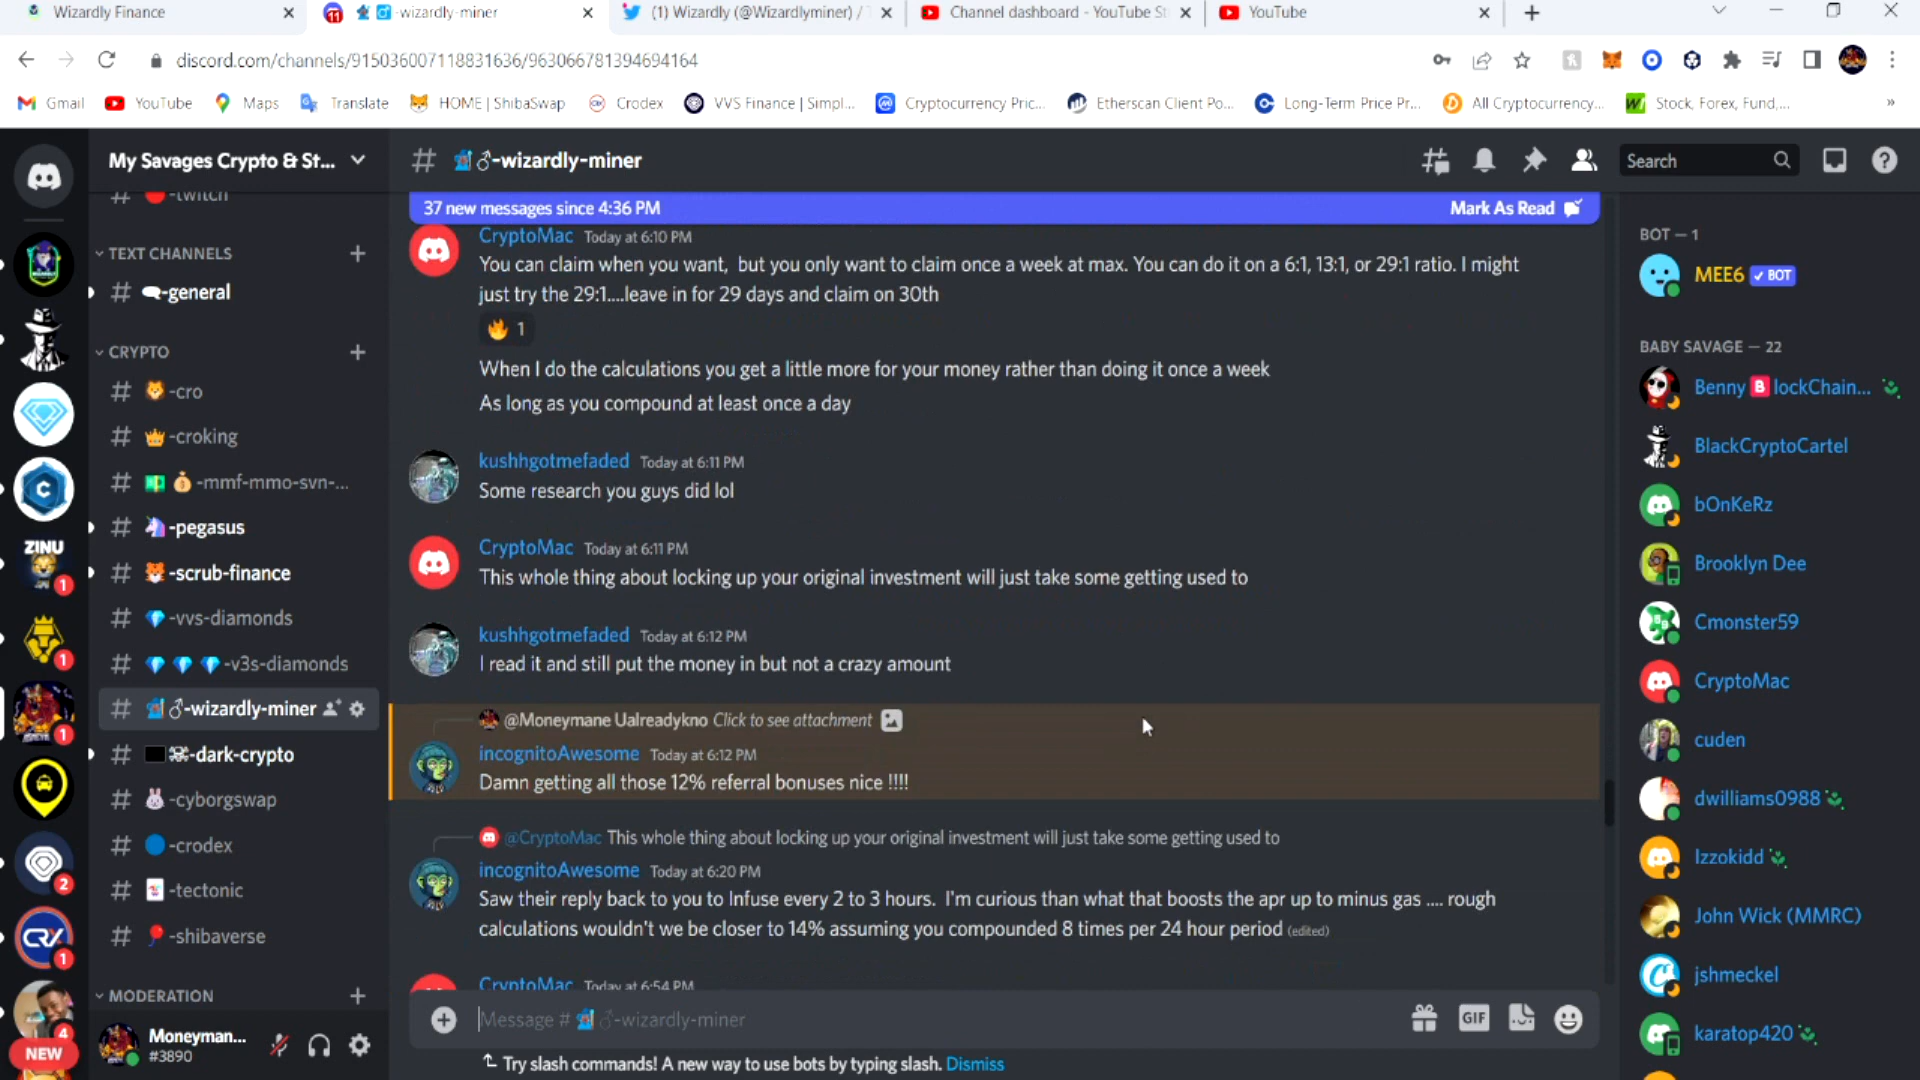 Wizardly Finance
-wizardly-miner
(1) Wizardly (@Wizardlyminer) /
Channel dashboard - YouTube St
YouTube
discord.com/channels/915036007118831636/963066781394694164
Gmail
YouTube
Maps
Translate
HOME | ShibaSwap
Crodex
VVS Finance | Simpl...
Cryptocurrency Pric...
Etherscan Client Po...
Long-Term Price Pr...
All Cryptocurrency...
Stock, Forex, Fund,...
»
My Savages Crypto & St...
-twitch
TEXT CHANNELS
-general
CRYPTO
-cro
-croking
-mmf-mmo-svn-...
-pegasus
-scrub-finance
-vvs-diamonds
-v3s-diamonds
-wizardly-miner
-dark-crypto
-cyborgswap
-crodex
-tectonic
-shibaverse
MODERATION
Moneyman...
#3890
ZINU
1
1
1
2
CRX
1
4
NEW
# -wizardly-miner
Search
37 new messages since 4:36 PM
Mark As Read
CryptoMac Today at 6:10 PM
You can claim when you want, but you only want to claim once a week at max. You can do it on a 6:1, 13:1, or 29:1 ratio. I might
just try the 29:1....leave in for 29 days and claim on 30th
1
When I do the calculations you get a little more for your money rather than doing it once a week
As long as you compound at least once a day
kushhgotmefaded Today at 6:11 PM
Some research you guys did lol
CryptoMac Today at 6:11 PM
This whole thing about locking up your original investment will just take some getting used to
kushhgotmefaded Today at 6:12 PM
I read it and still put the money in but not a crazy amount
@Moneymane Ualreadykno Click to see attachment
incognitoAwesome Today at 6:12 PM
Damn getting all those 12% referral bonuses nice !!!!
@CryptoMac This whole thing about locking up your original investment will just take some getting used to
incognitoAwesome Today at 6:20 PM
Saw their reply back to you to Infuse every 2 to 3 hours. I'm curious than what that boosts the apr up to minus gas .... rough
calculations wouldn't we be closer to 14% assuming you compounded 8 times per 24 hour period (edited)
CryptoMac Today at 6:54 PM
Message # -wizardly-miner
GIF
Try slash commands! A new way to use bots by typing slash. Dismiss
BOT — 1
MEE6 ✓ BOT
BABY SAVAGE — 22
Benny 🅱lockChain...
BlackCryptoCartel
bOnKeRz
Brooklyn Dee
Cmonster59
CryptoMac
cuden
dwilliams0988
Izzokidd
John Wick (MMRC)
jshmeckel
karatop420